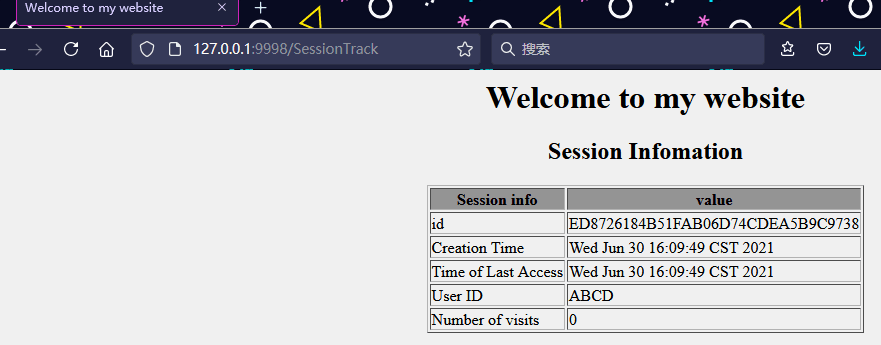 Welcome to my website
127.0.0.1:9998/SessionTrack
搜索
Welcome to my website
Session Infomation
Session info value
id ED8726184B51FAB06D74CDEA5B9C9738
Creation Time Wed Jun 30 16:09:49 CST 2021
Time of Last Access Wed Jun 30 16:09:49 CST 2021
User ID ABCD
Number of visits 0